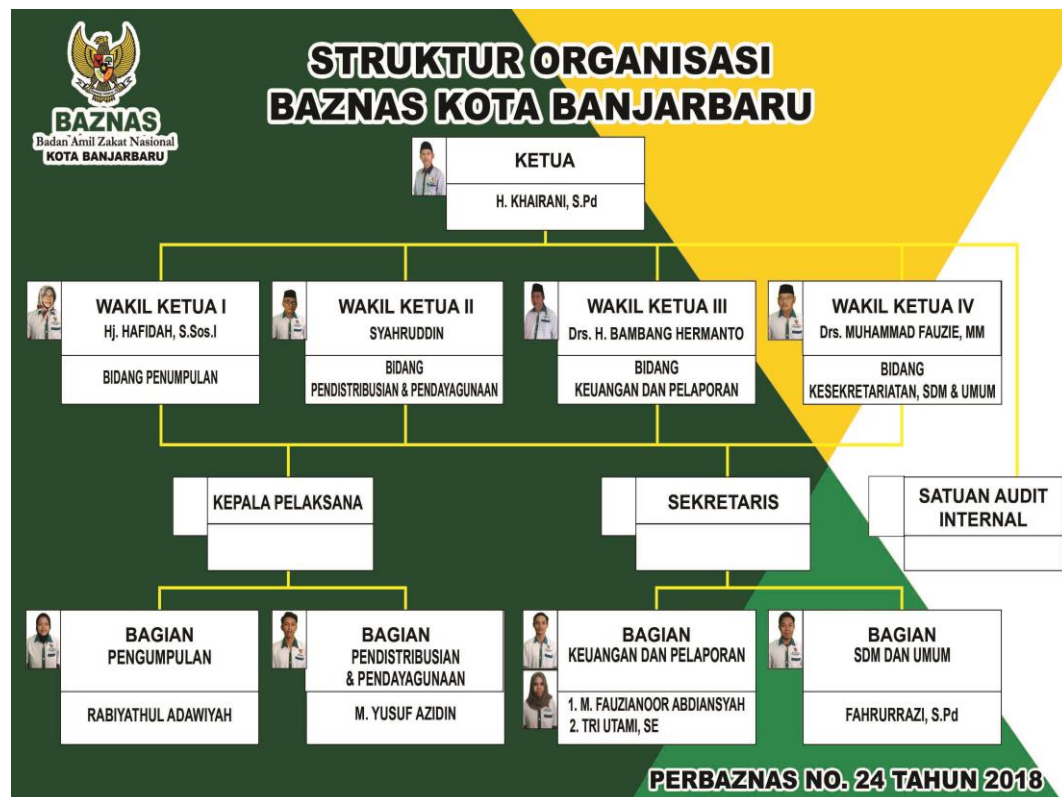 BAZNAS
Badan Amil Zakat Nasional
KOTA BANJARBARU
STRUKTUR ORGANISASI
BAZNAS KOTA BANJARBARU
KETUA
H. KHAIRANI, S.Pd
WAKIL KETUA I
Hj. HAFIDAH, S.Sos.I
BIDANG PENUMPULAN
WAKIL KETUA II
SYAHRUDDIN
BIDANG
PENDISTRIBUSIAN & PENDAYAGUNAAN
WAKIL KETUA III
Drs. H. BAMBANG HERMANTO
BIDANG
KEUANGAN DAN PELAPORAN
WAKIL KETUA IV
Drs. MUHAMMAD FAUZIE, MM
BIDANG
KESEKRETARIATAN, SDM & UMUM
KEPALA PELAKSANA
SEKRETARIS
SATUAN AUDIT
INTERNAL
BAGIAN
PENGUMPULAN
RABIYATHUL ADAWIYAH
BAGIAN
PENDISTRIBUSIAN
& PENDAYAGUNAAN
M. YUSUF AZIDIN
BAGIAN
KEUANGAN DAN PELAPORAN
1. M. FAUZIANOOR ABDIANSYAH
2. TRI UTAMI, SE
BAGIAN
SDM DAN UMUM
FAHRURRAZI, S.Pd
PERBAZNAS NO. 24 TAHUN 2018